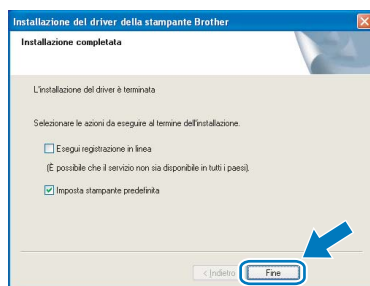 Installazione del driver della stampante Brother
Installazione completata
L'installazione del driver è terminata
Selezionare le azioni da eseguire al termine dell'installazione.
Esegui registrazione in linea
(È possibile che il servizio non sia disponibile in tutti i paesi).
Imposta stampante predefinita
< Indietro
Fine